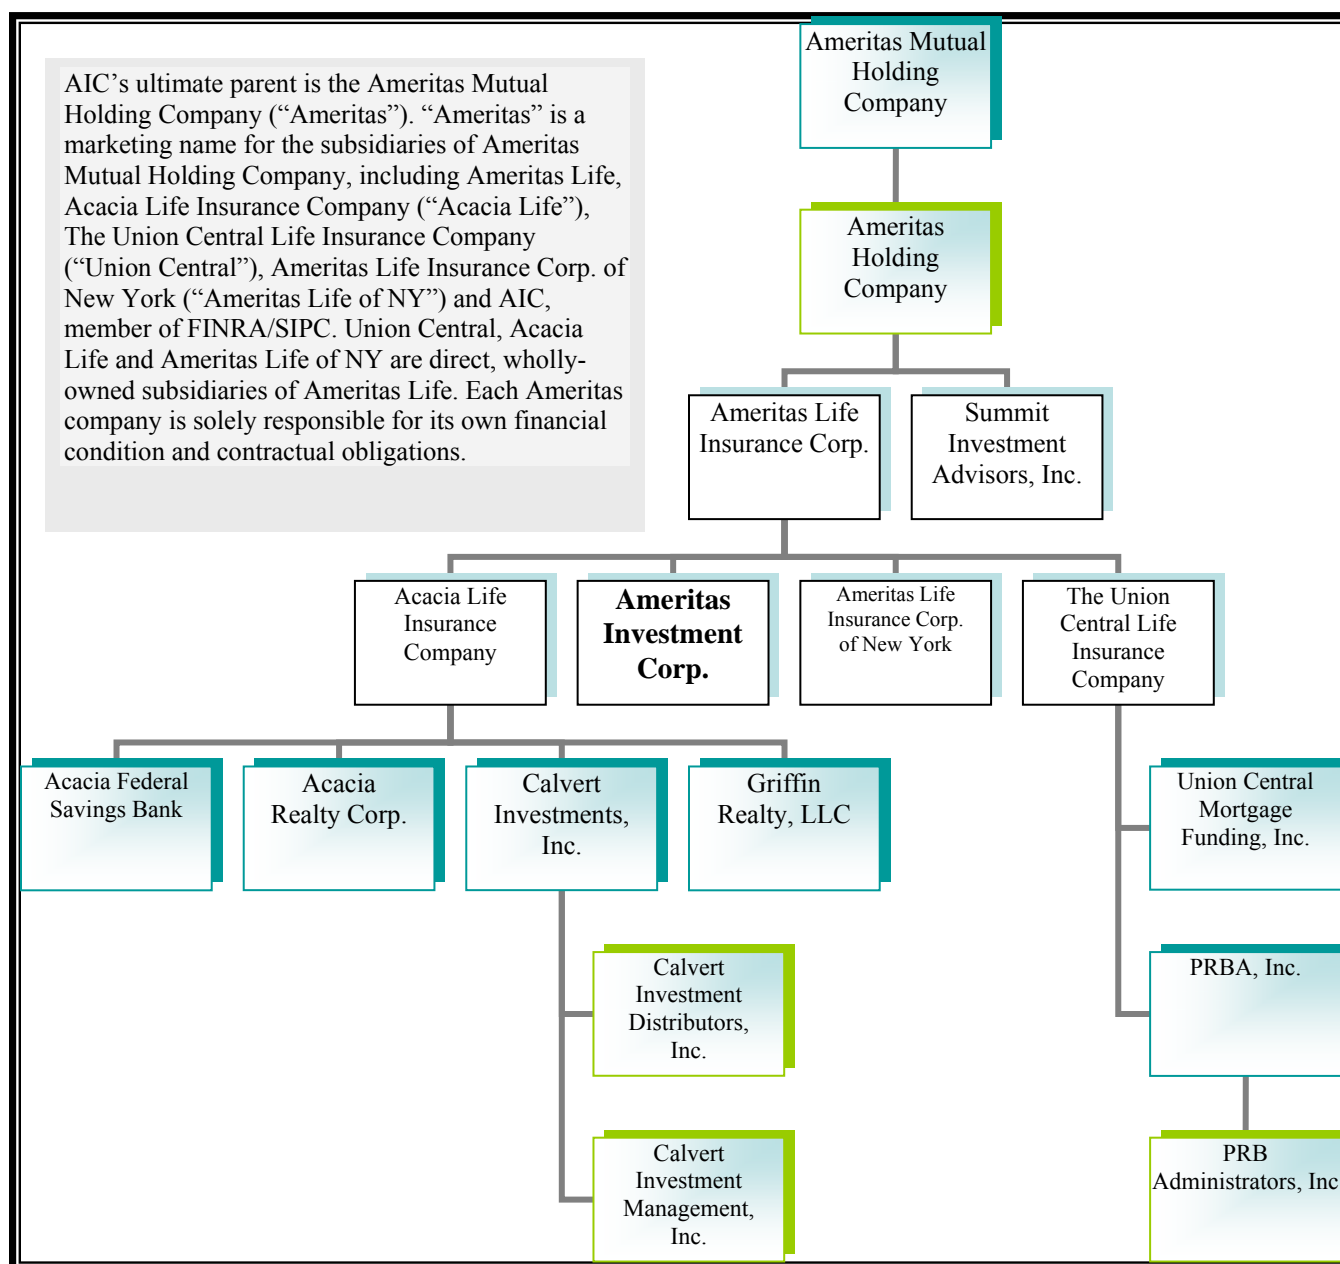 AIC’s ultimate parent is the Ameritas Mutual
Holding Company (“Ameritas”). “Ameritas” is a
marketing name for the subsidiaries of Ameritas
Mutual Holding Company, including Ameritas Life,
Acacia Life Insurance Company (“Acacia Life”),
The Union Central Life Insurance Company
(“Union Central”), Ameritas Life Insurance Corp. of
New York (“Ameritas Life of NY”) and AIC,
member of FINRA/SIPC. Union Central, Acacia
Life and Ameritas Life of NY are direct, wholly-
owned subsidiaries of Ameritas Life. Each Ameritas
company is solely responsible for its own financial
condition and contractual obligations.
Ameritas Mutual
Holding
Company
Ameritas
Holding
Company
Ameritas Life
Insurance Corp.
Summit
Investment
Advisors, Inc.
Acacia Life
Insurance
Company
Ameritas
Investment
Corp.
Ameritas Life
Insurance Corp.
of New York
The Union
Central Life
Insurance
Company
Acacia Federal
Savings Bank
Acacia
Realty Corp.
Calvert
Investments,
Inc.
Griffin
Realty, LLC
Union Central
Mortgage
Funding, Inc.
Calvert
Investment
Distributors,
Inc.
PRBA, Inc.
Calvert
Investment
Management,
Inc.
PRB
Administrators, Inc